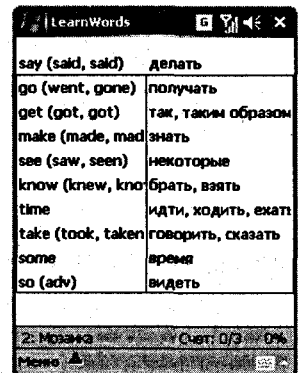 LearnWords
say (said, said) делать
go (went, gone) получать
get (got, got) так, таким образом
make (made, mad знать
see (saw, seen) некоторые
know (knew, kno брать, взять
time идти, ходить, ехат
take (took, taken говорить, сказать
some время
so (adv) видеть
2: Мозаика Счет: 0/3 0%
Меню